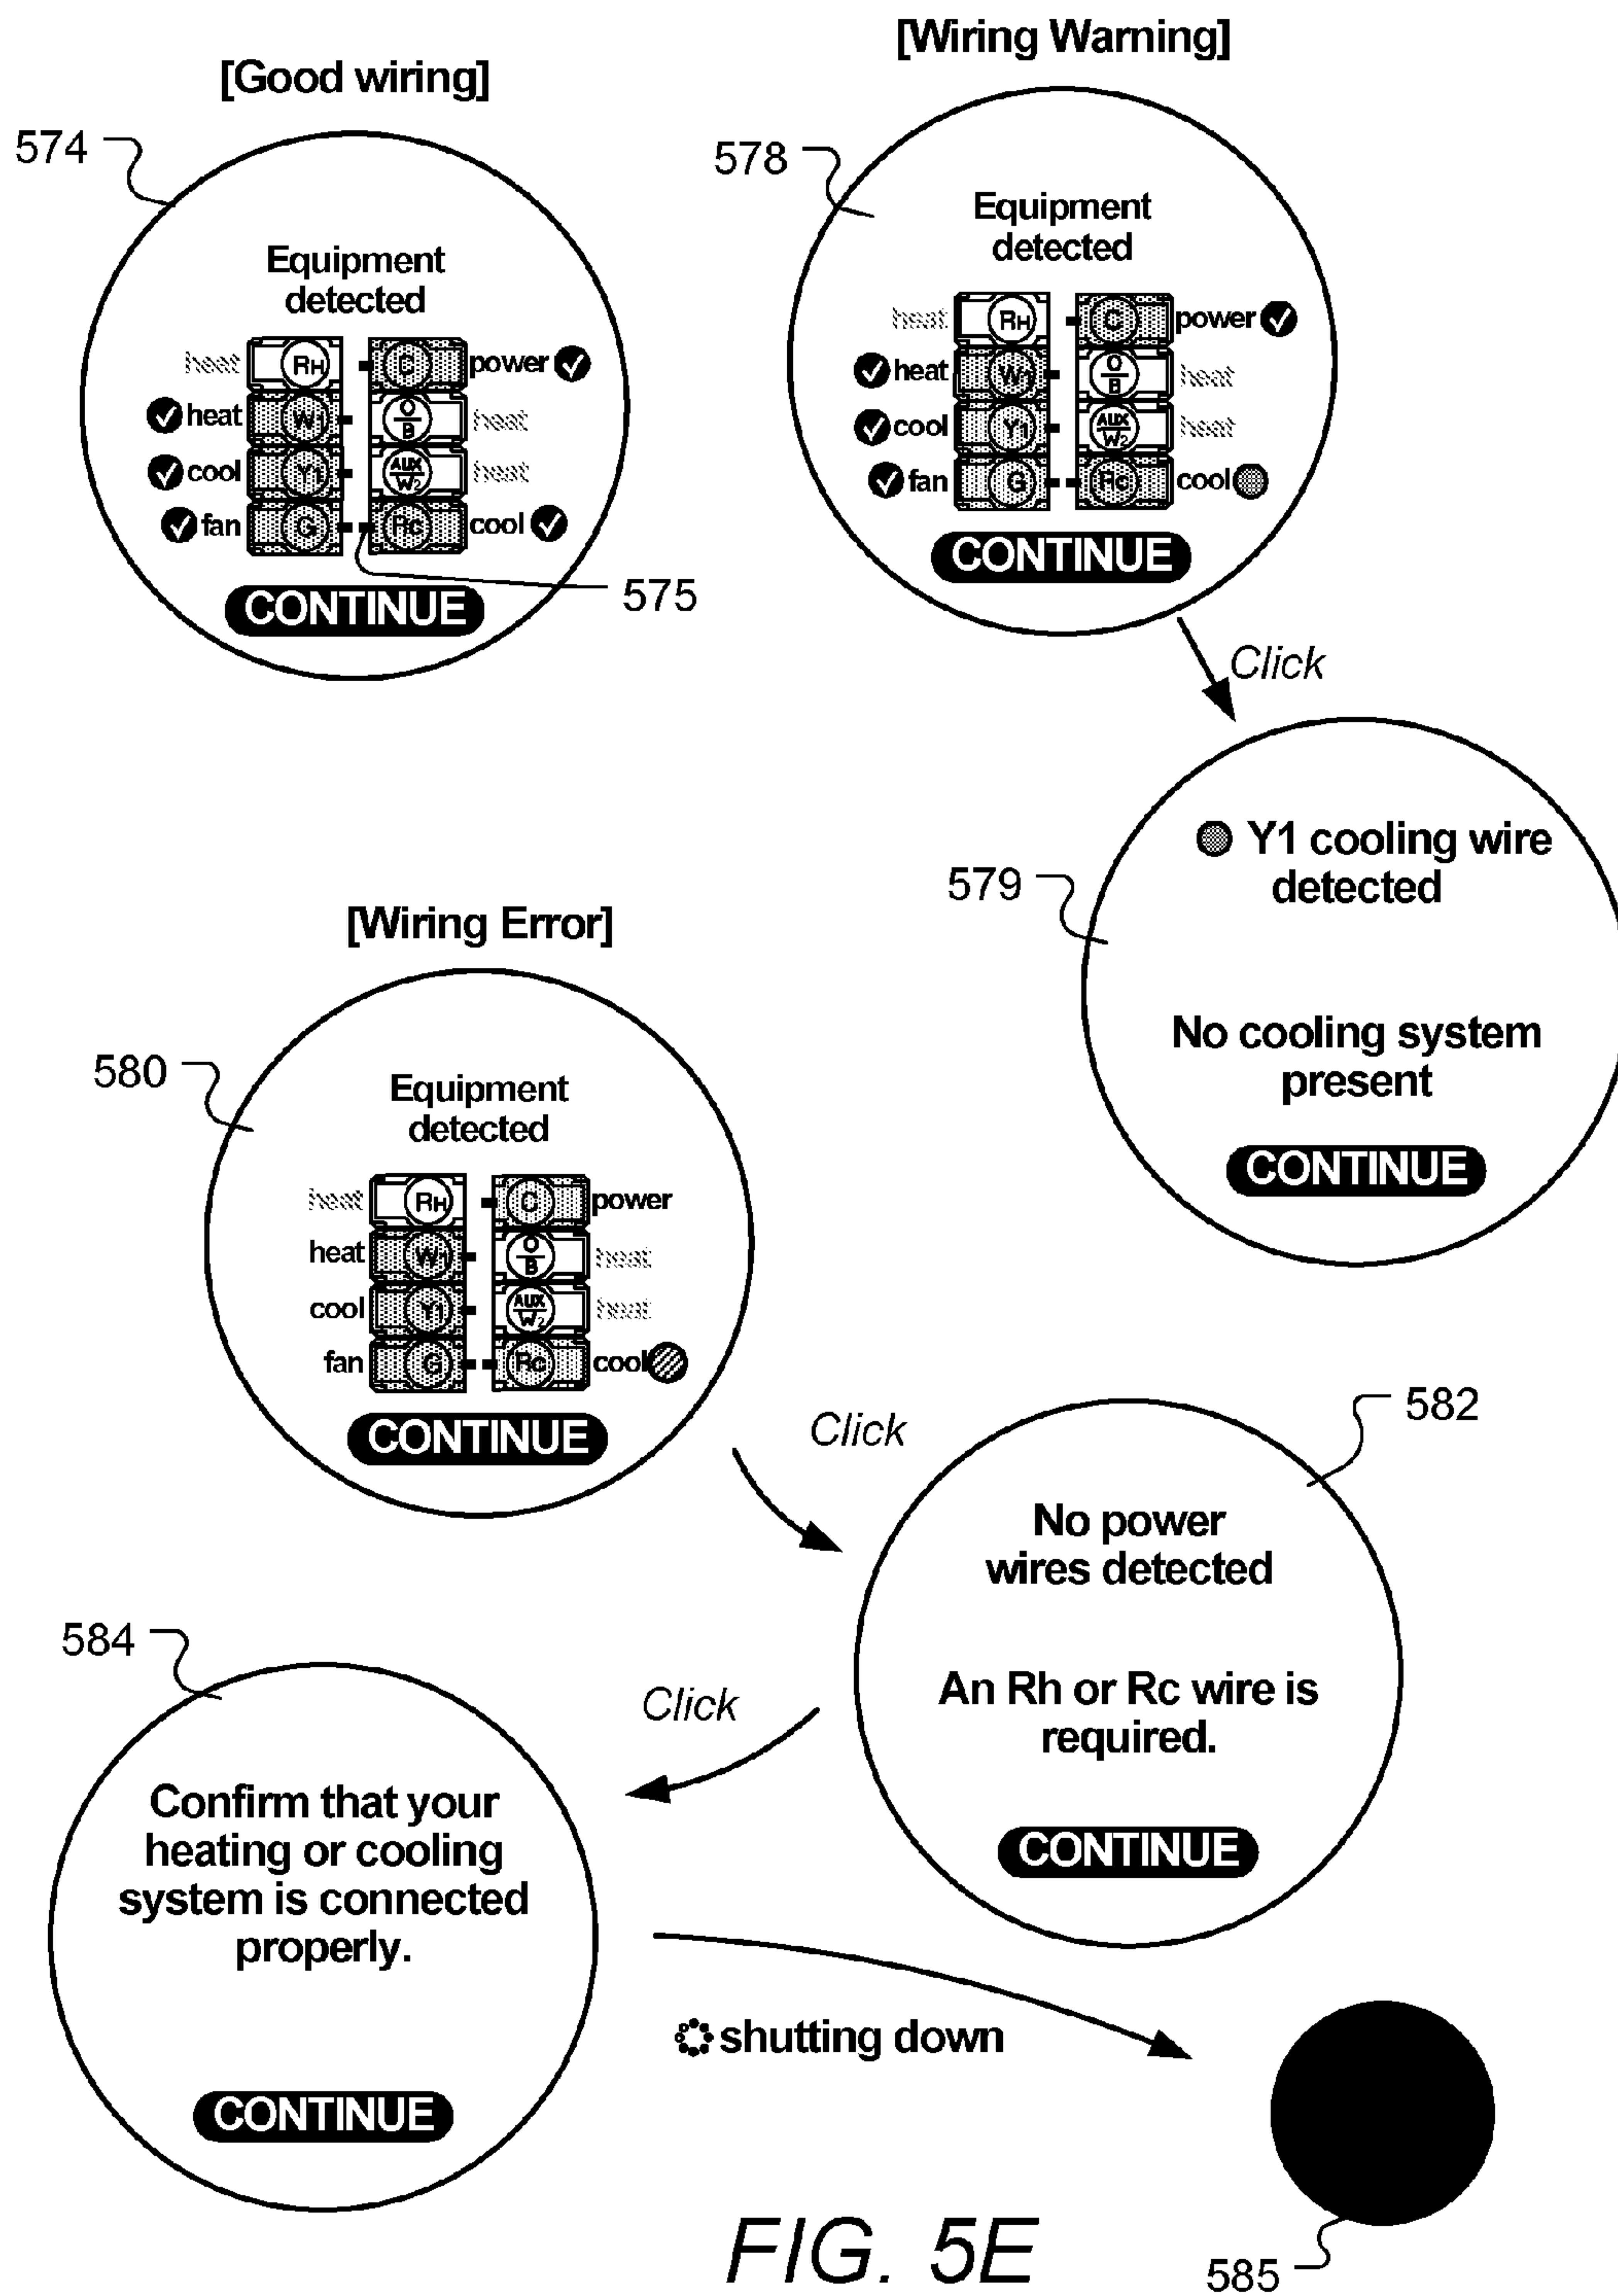 [Wiring Warning]
[Good wiring]
574
Equipment
detected
heat RH C power
heat W1 O/B heat
cool Y1 AUX/W2 heat
fan G Rc cool
CONTINUE
575
578
Equipment
detected
heat RH C power
heat W1 O/B heat
cool Y1 AUX/W2 heat
fan G Rc cool
CONTINUE
Click
579
Y1 cooling wire
detected
No cooling system
present
CONTINUE
[Wiring Error]
580
Equipment
detected
heat RH C power
heat W1 O/B heat
cool Y1 AUX/W2 heat
fan G Rc cool
CONTINUE
Click
582
No power
wires detected
An Rh or Rc wire is
required.
CONTINUE
Click
584
Confirm that your
heating or cooling
system is connected
properly.
CONTINUE
shutting down
585
FIG. 5E